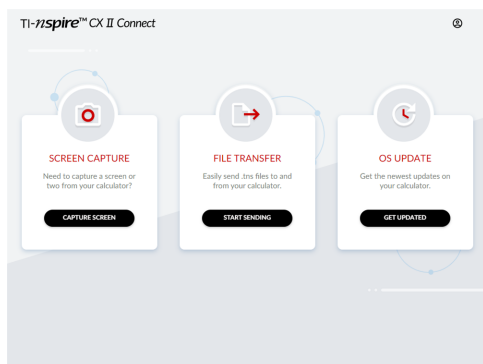 TI-nspire™ CX II Connect
SCREEN CAPTURE
Need to capture a screen or
two from your calculator?
CAPTURE SCREEN
FILE TRANSFER
Easily send .tns files to and
from your calculator.
START SENDING
OS UPDATE
Get the newest updates on
your calculator.
GET UPDATED